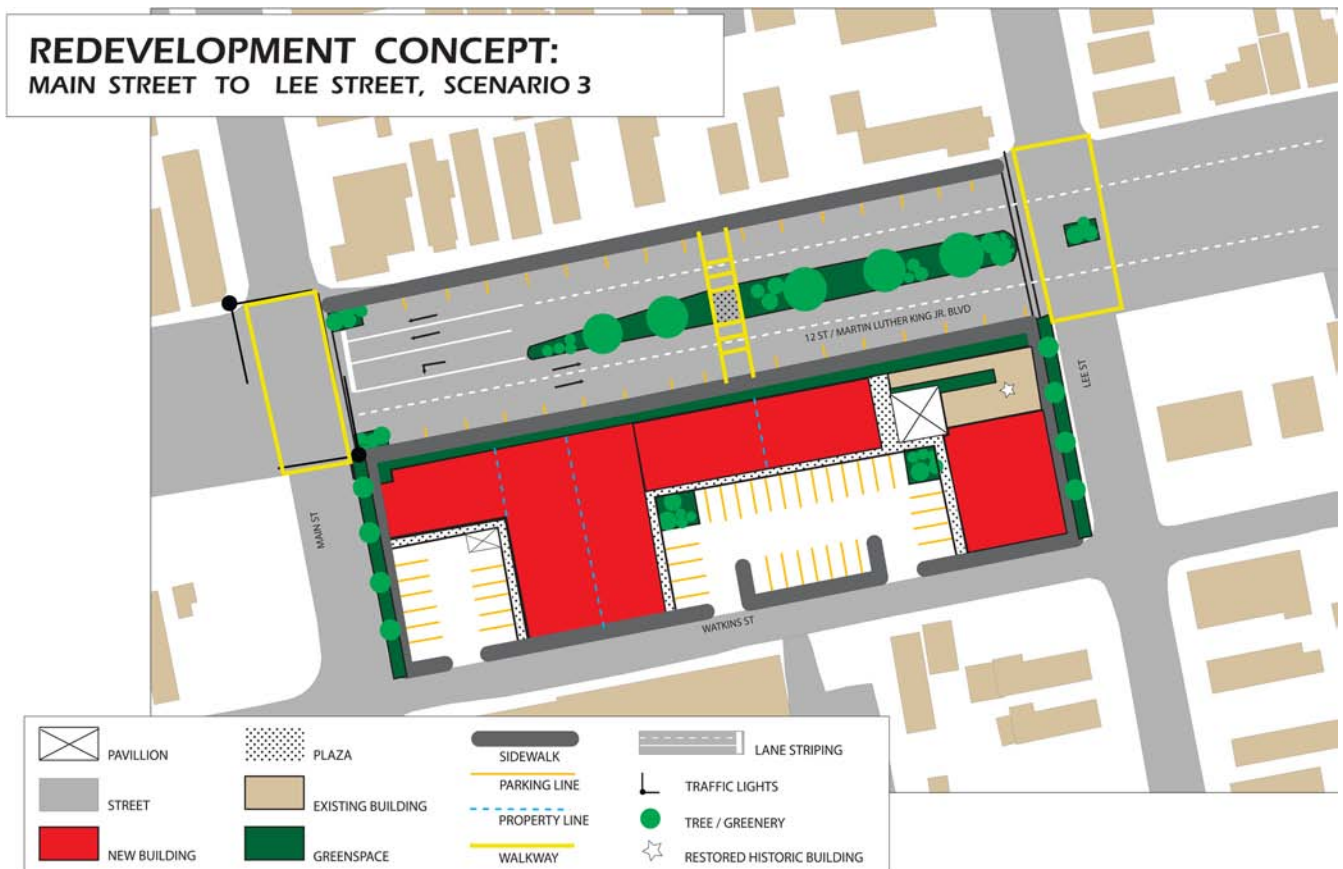 REDEVELOPMENT CONCEPT:
MAIN STREET TO LEE STREET, SCENARIO 3
12 ST / MARTIN LUTHER KING JR. BLVD
LEE ST
MAIN ST
WATKINS ST
PAVILLION
PLAZA
SIDEWALK
LANE STRIPING
PARKING LINE
STREET
EXISTING BUILDING
TRAFFIC LIGHTS
PROPERTY LINE
TREE / GREENERY
NEW BUILDING
GREENSPACE
WALKWAY
RESTORED HISTORIC BUILDING